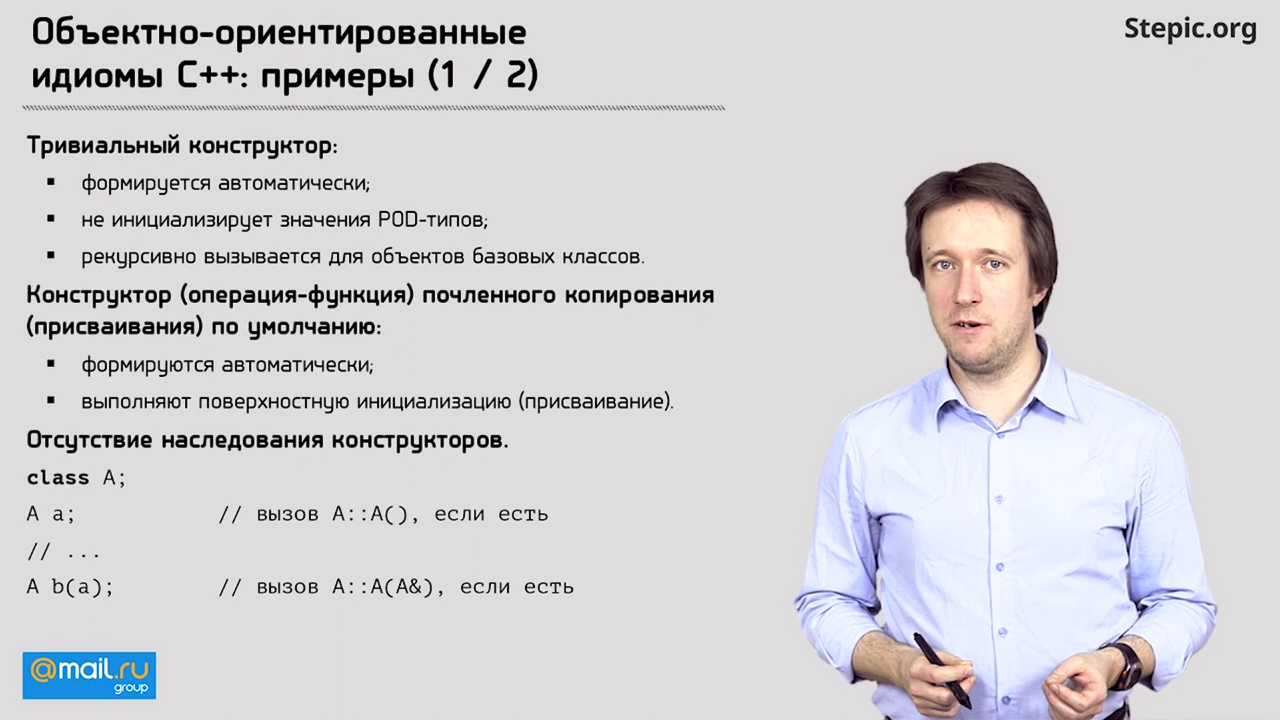 Объектно-ориентированные
идиомы C++: примеры (1 / 2)
Stepic.org
Тривиальный конструктор:
▪ формируется автоматически;
▪ не инициализирует значения POD-типов;
▪ рекурсивно вызывается для объектов базовых классов.
Конструктор (операция-функция) почленного копирования
(присваивания) по умолчанию:
▪ формируются автоматически;
▪ выполняют поверхностную инициализацию (присваивание).
Отсутствие наследования конструкторов.
class A;
A a; // вызов A::A(), если есть
// ...
A b(a); // вызов A::A(A&), если есть
@mail.ru
group